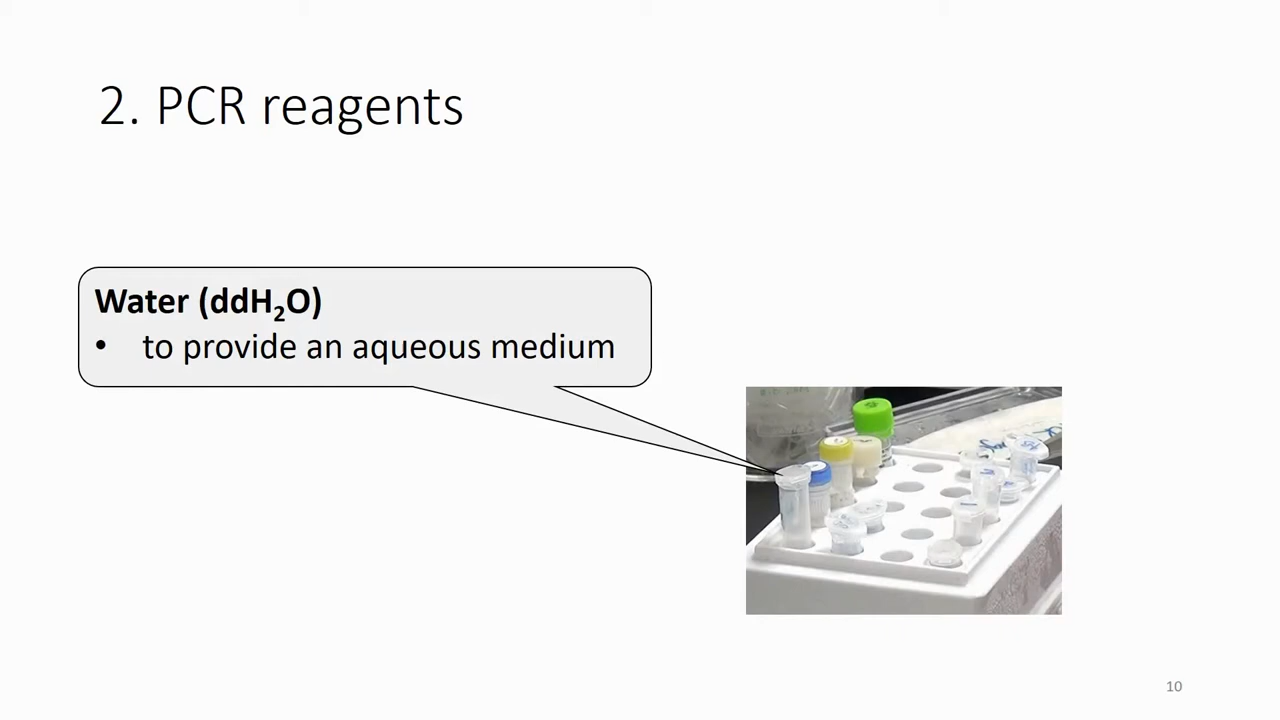 2. PCR reagents
Water (ddH₂O)
• to provide an aqueous medium
10